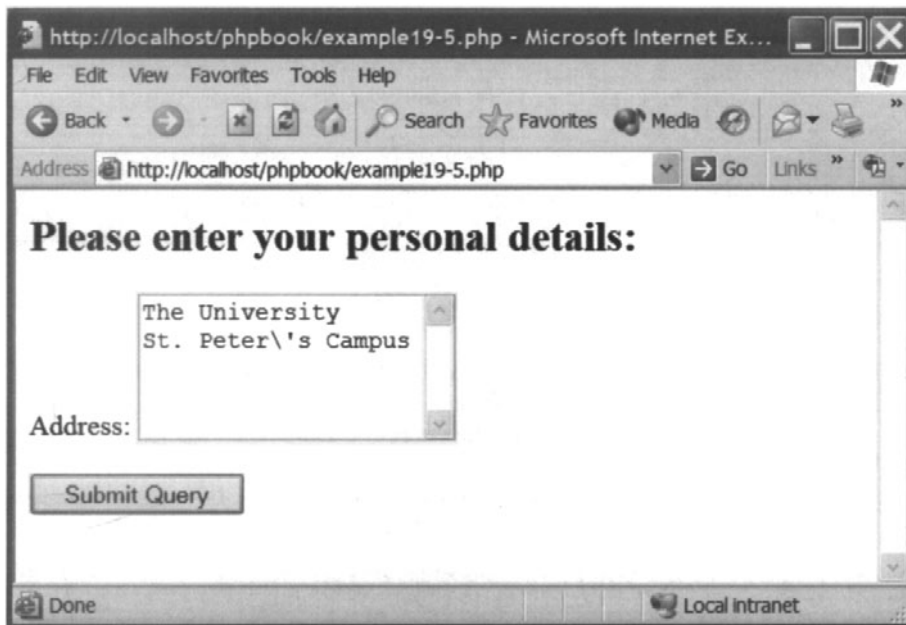 http://localhost/phpbook/example19-5.php - Microsoft Internet Ex...
File Edit View Favorites Tools Help
Back Search Favorites Media »
Address http://localhost/phpbook/example19-5.php Go Links »
Please enter your personal details:
The University
St. Peter\'s Campus
Address:
Submit Query
Done Local intranet